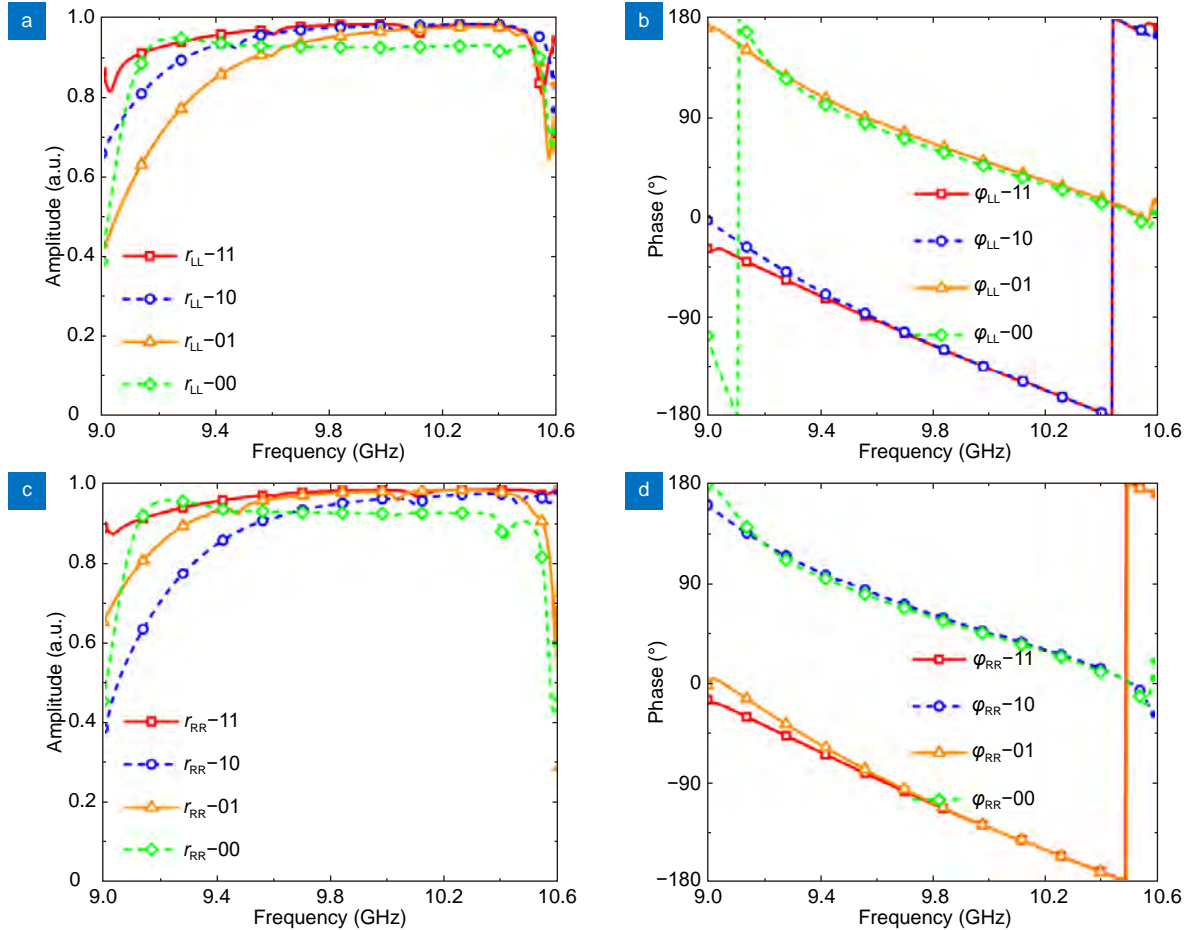 a
1.0
0.8
0.6
0.4
0.2
0
Amplitude (a.u.)
r_LL−11
r_LL−10
r_LL−01
r_LL−00
9.0 9.4 9.8 10.2 10.6
Frequency (GHz)
b
180
90
0
−90
−180
Phase (°)
φ_LL−11
φ_LL−10
φ_LL−01
φ_LL−00
9.0 9.4 9.8 10.2 10.6
Frequency (GHz)
c
1.0
0.8
0.6
0.4
0.2
0
Amplitude (a.u.)
r_RR−11
r_RR−10
r_RR−01
r_RR−00
9.0 9.4 9.8 10.2 10.6
Frequency (GHz)
d
180
90
0
−90
−180
Phase (°)
φ_RR−11
φ_RR−10
φ_RR−01
φ_RR−00
9.0 9.4 9.8 10.2 10.6
Frequency (GHz)